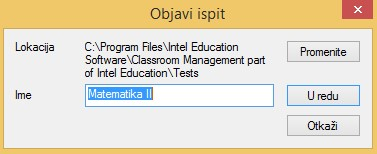 Objavi ispit
Lokacija
C:\Program Files\Intel Education
Software\Classroom Management part
of Intel Education\Tests
Promenite
Ime
Matematika II
U redu
Otkaži